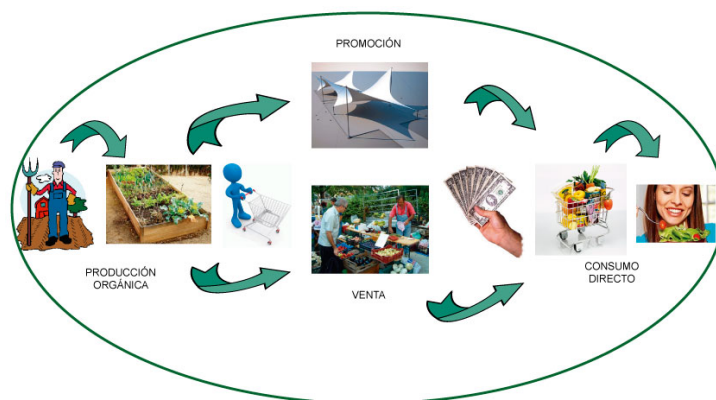 PROMOCIÓN
PRODUCCIÓN
ORGÁNICA
VENTA
CONSUMO
DIRECTO